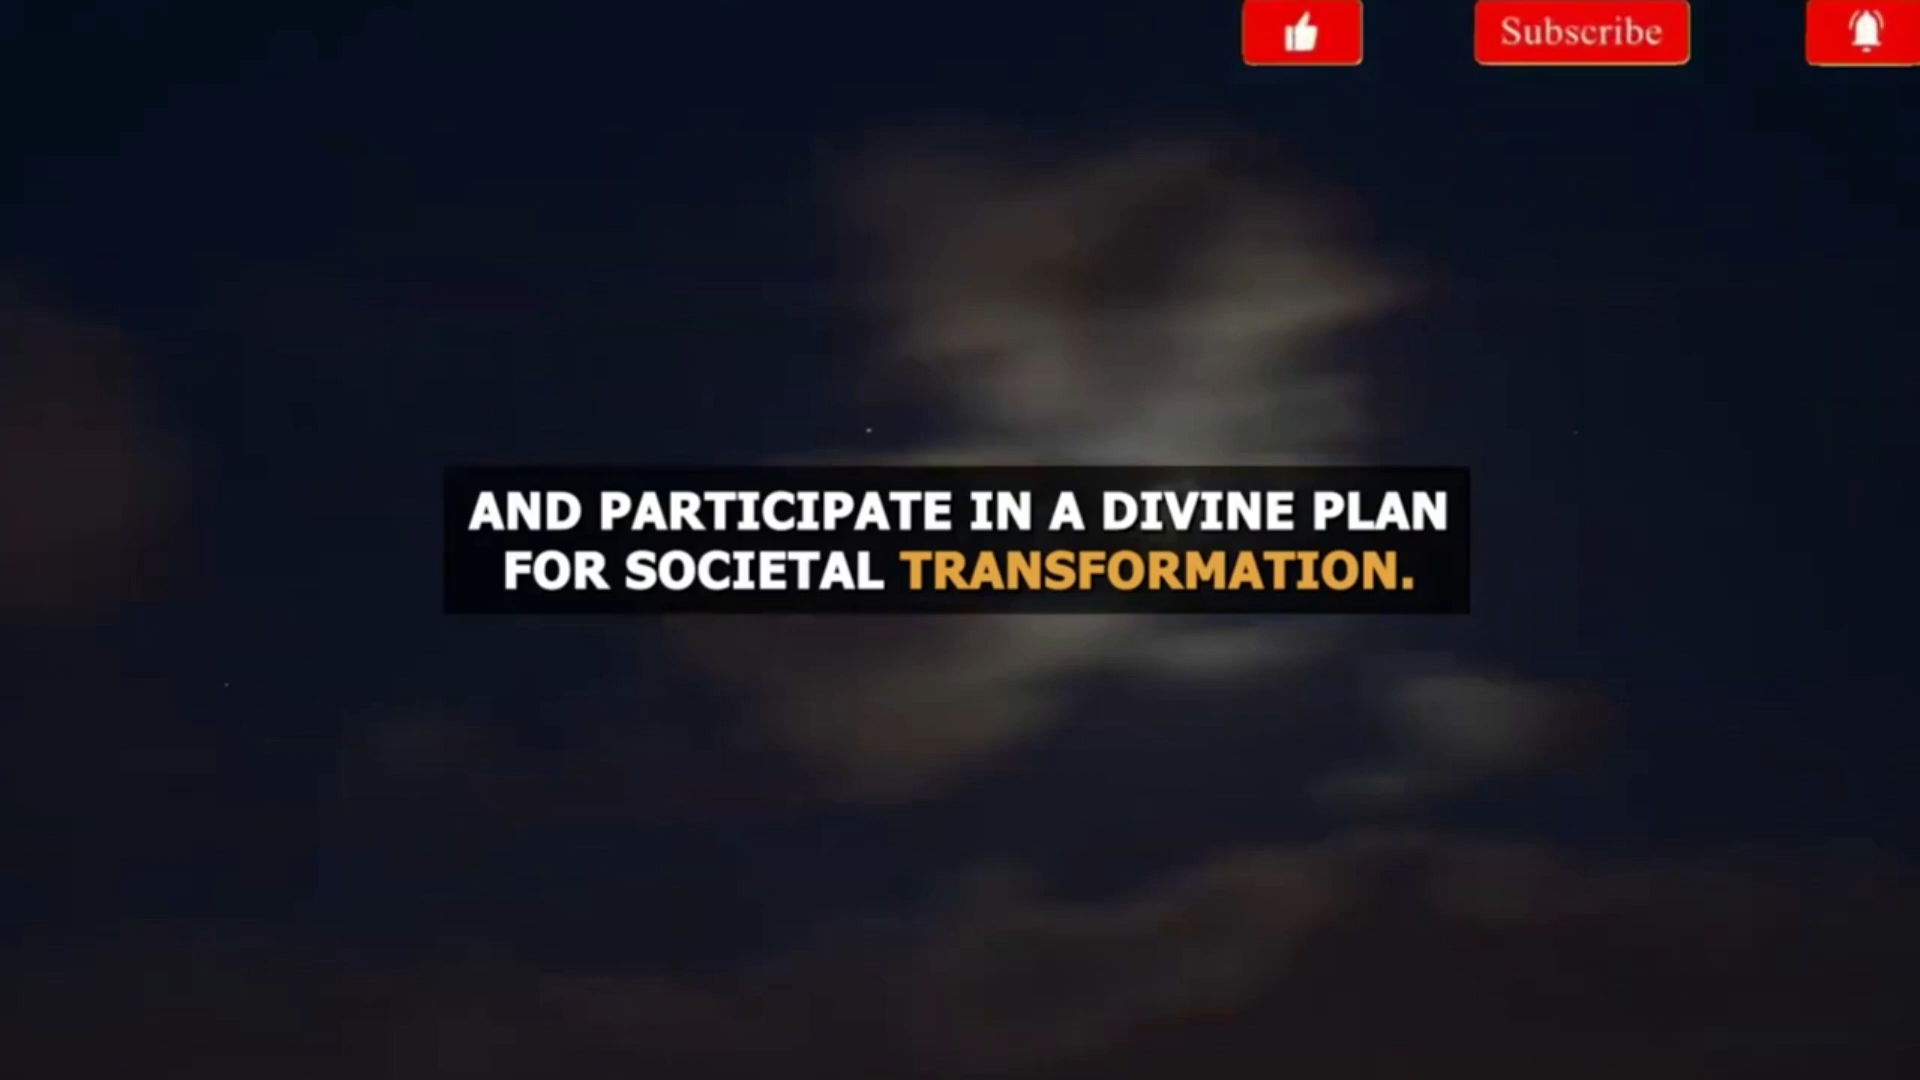 Subscribe
AND PARTICIPATE IN A DIVINE PLAN
FOR SOCIETAL TRANSFORMATION.